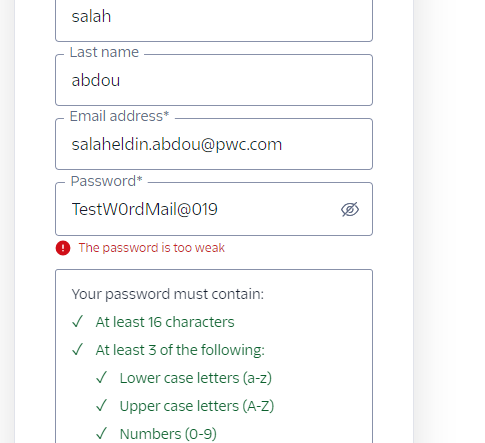 salah
Last name
abdou
Email address*
salaheldin.abdou@pwc.com
Password*
TestW0rdMail@019
The password is too weak
Your password must contain:
At least 16 characters
At least 3 of the following:
Lower case letters (a-z)
Upper case letters (A-Z)
Numbers (0-9)